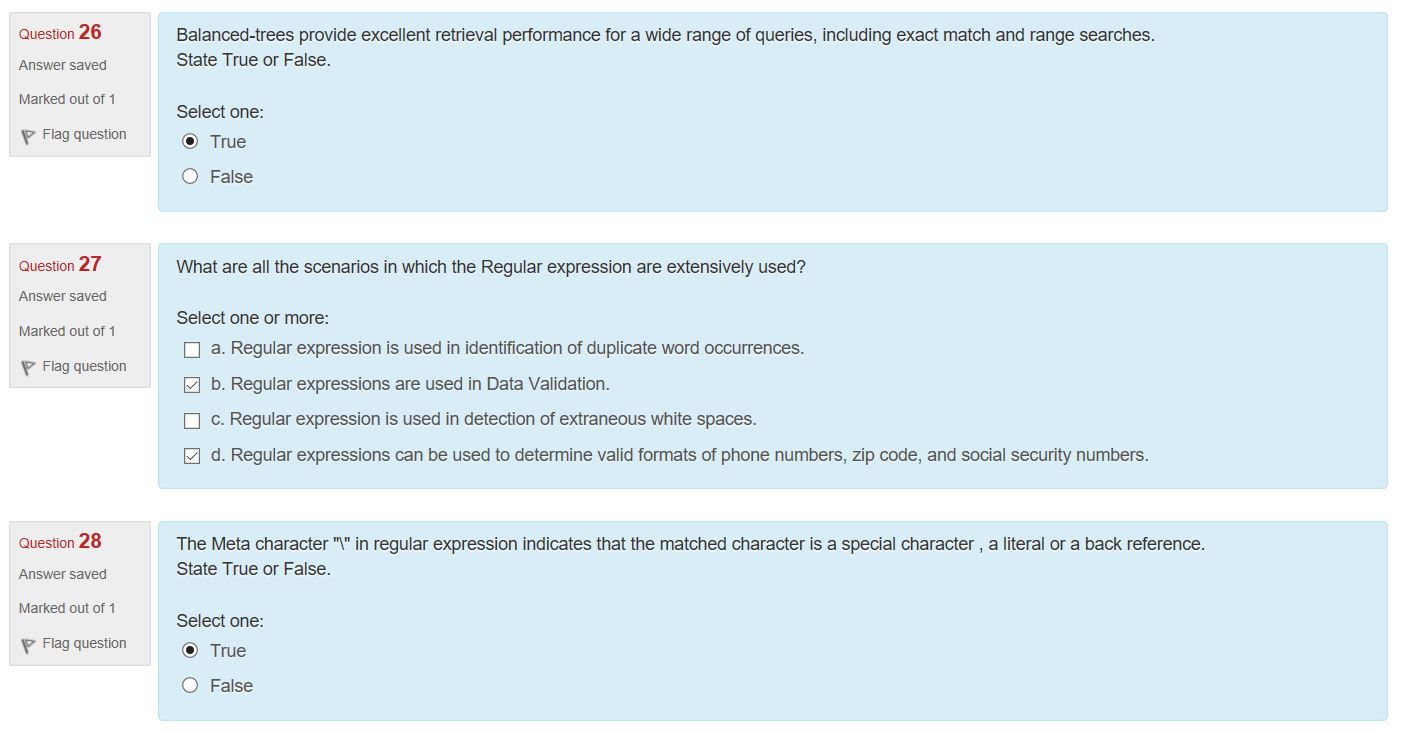 Question 26
Answer saved
Marked out of 1
Flag question
Balanced-trees provide excellent retrieval performance for a wide range of queries, including exact match and range searches.
State True or False.
Select one:
True
False
Question 27
Answer saved
Marked out of 1
Flag question
What are all the scenarios in which the Regular expression are extensively used?
Select one or more:
a. Regular expression is used in identification of duplicate word occurrences.
b. Regular expressions are used in Data Validation.
c. Regular expression is used in detection of extraneous white spaces.
d. Regular expressions can be used to determine valid formats of phone numbers, zip code, and social security numbers.
Question 28
Answer saved
Marked out of 1
Flag question
The Meta character "\" in regular expression indicates that the matched character is a special character , a literal or a back reference.
State True or False.
Select one:
True
False